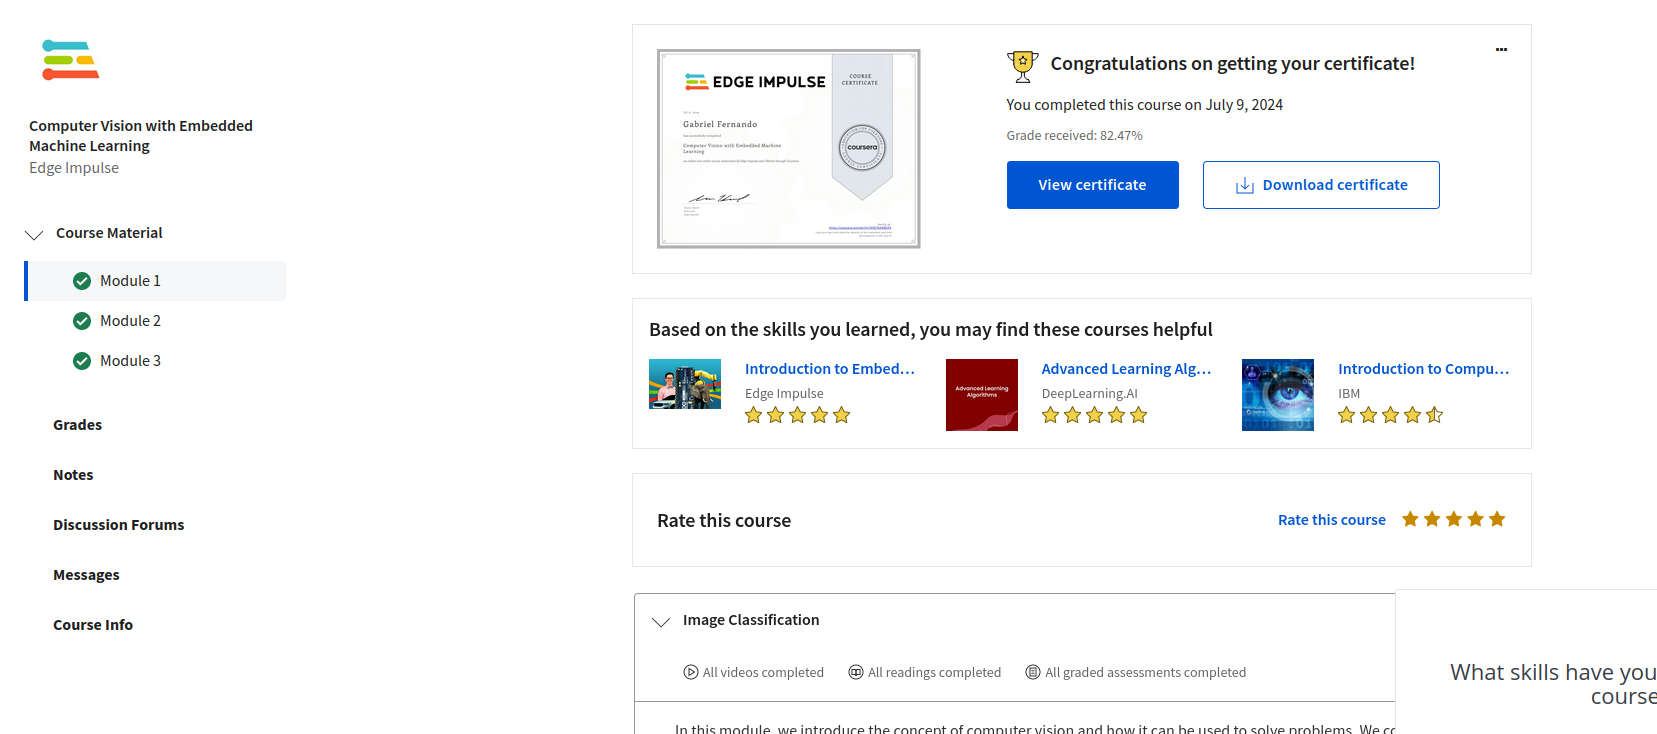 Computer Vision with Embedded
Machine Learning
Edge Impulse
Course Material
Module 1
Module 2
Module 3
Grades
Notes
Discussion Forums
Messages
Course Info
EDGE IMPULSE
COURSE
CERTIFICATE
Gabriel Fernando
has successfully completed
Computer Vision with Embedded Machine
Learning
coursera
Congratulations on getting your certificate!
You completed this course on July 9, 2024
Grade received: 82.47%
View certificate
Download certificate
Based on the skills you learned, you may find these courses helpful
Introduction to Embed...
Edge Impulse
Advanced Learning
Algorithms
Advanced Learning Alg...
DeepLearning.AI
Introduction to Compu...
IBM
Rate this course
Rate this course
Image Classification
All videos completed
All readings completed
All graded assessments completed
In this module, we introduce the concept of computer vision and how it can be used to solve problems. We co
What skills have you
course